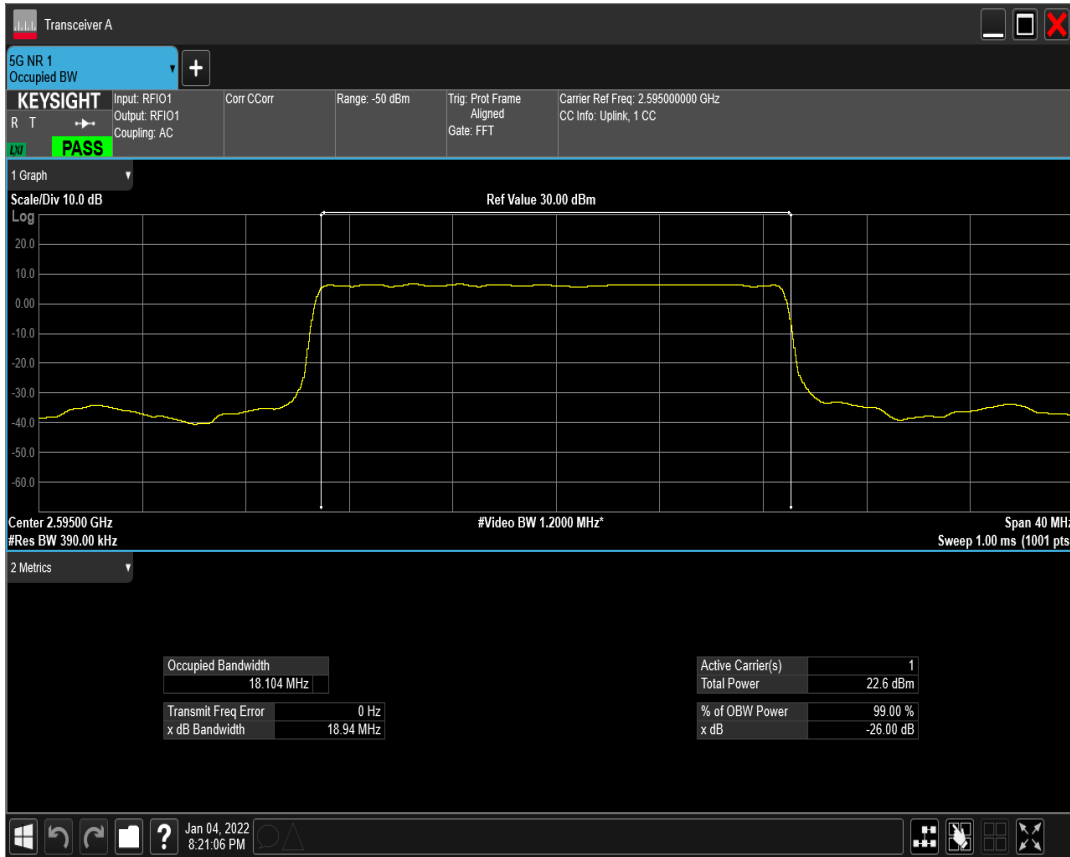 Transceiver A
5G NR 1
Occupied BW
KEYSIGHT
R T
LXI
PASS
Input: RFIO1
Output: RFIO1
Coupling: AC
Corr CCorr
Range: -50 dBm
Trig: Prot Frame
Aligned
Gate: FFT
Carrier Ref Freq: 2.595000000 GHz
CC Info: Uplink, 1 CC
1 Graph
Scale/Div 10.0 dB
Ref Value 30.00 dBm
Log
20.0
10.0
0.00
-10.0
-20.0
-30.0
-40.0
-50.0
-60.0
Center 2.59500 GHz
#Video BW 1.2000 MHz*
Span 40 MHz
#Res BW 390.00 kHz
Sweep 1.00 ms (1001 pts
2 Metrics
Occupied Bandwidth
18.104 MHz
Transmit Freq Error 0 Hz
x dB Bandwidth 18.94 MHz
Active Carrier(s) 1
Total Power 22.6 dBm
% of OBW Power 99.00 %
x dB -26.00 dB
?
Jan 04, 2022
8:21:06 PM